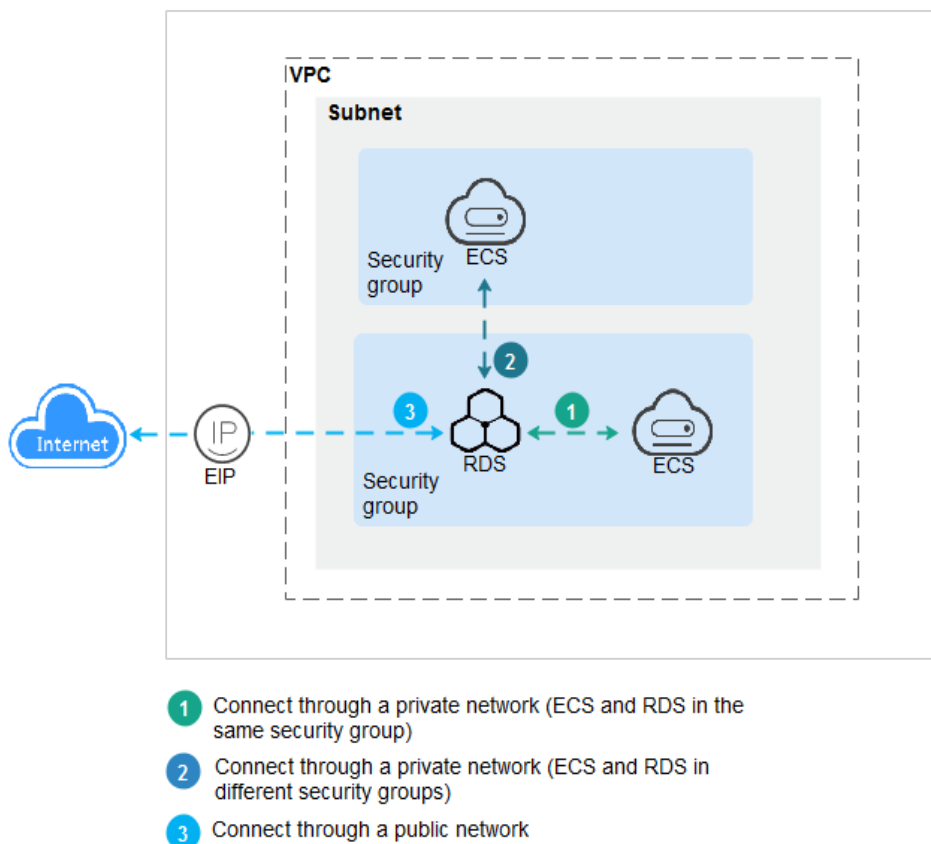 VPC
Subnet
ECS
Security
group
2
Internet
IP
EIP
3
RDS
1
ECS
Security
group
1 Connect through a private network (ECS and RDS in the
same security group)
2 Connect through a private network (ECS and RDS in
different security groups)
3 Connect through a public network